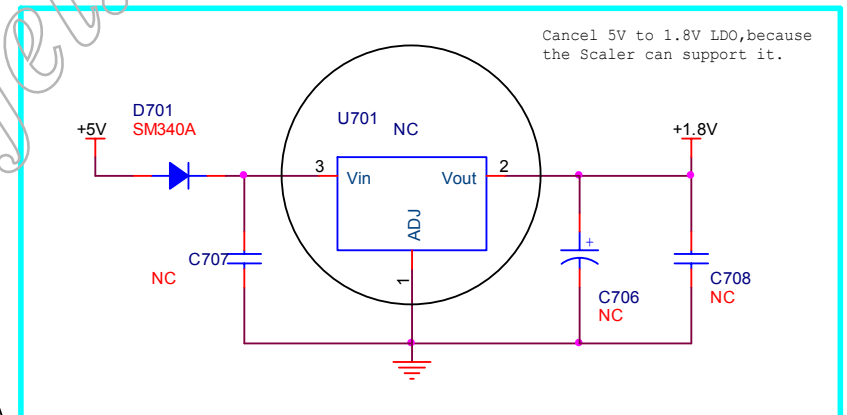 Cancel 5V to 1.8V LDO,because
the Scaler can support it.
D701
SM340A
+5V
U701
NC
+1.8V
3
Vin
Vout
2
ADJ
1
C707
NC
+
C706
NC
C708
NC